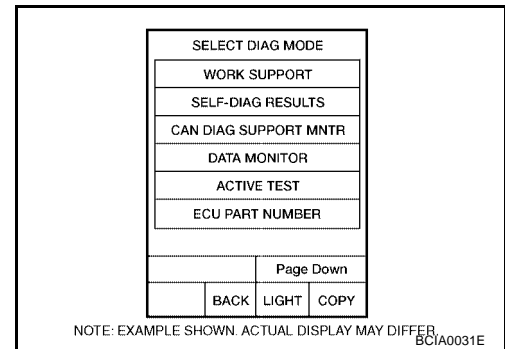 SELECT DIAG MODE
WORK SUPPORT
SELF-DIAG RESULTS
CAN DIAG SUPPORT MNTR
DATA MONITOR
ACTIVE TEST
ECU PART NUMBER
Page Down
BACK LIGHT COPY
NOTE: EXAMPLE SHOWN. ACTUAL DISPLAY MAY DIFFER.
BCIA0031E